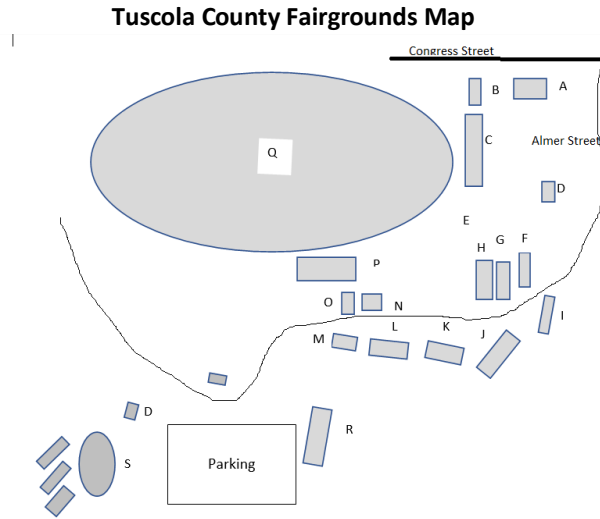 Tuscola County Fairgrounds Map
Congress Street
B
A
C
Almer Street
Q
D
E
H
G
F
P
O
N
I
M
L
K
J
D
R
S
Parking